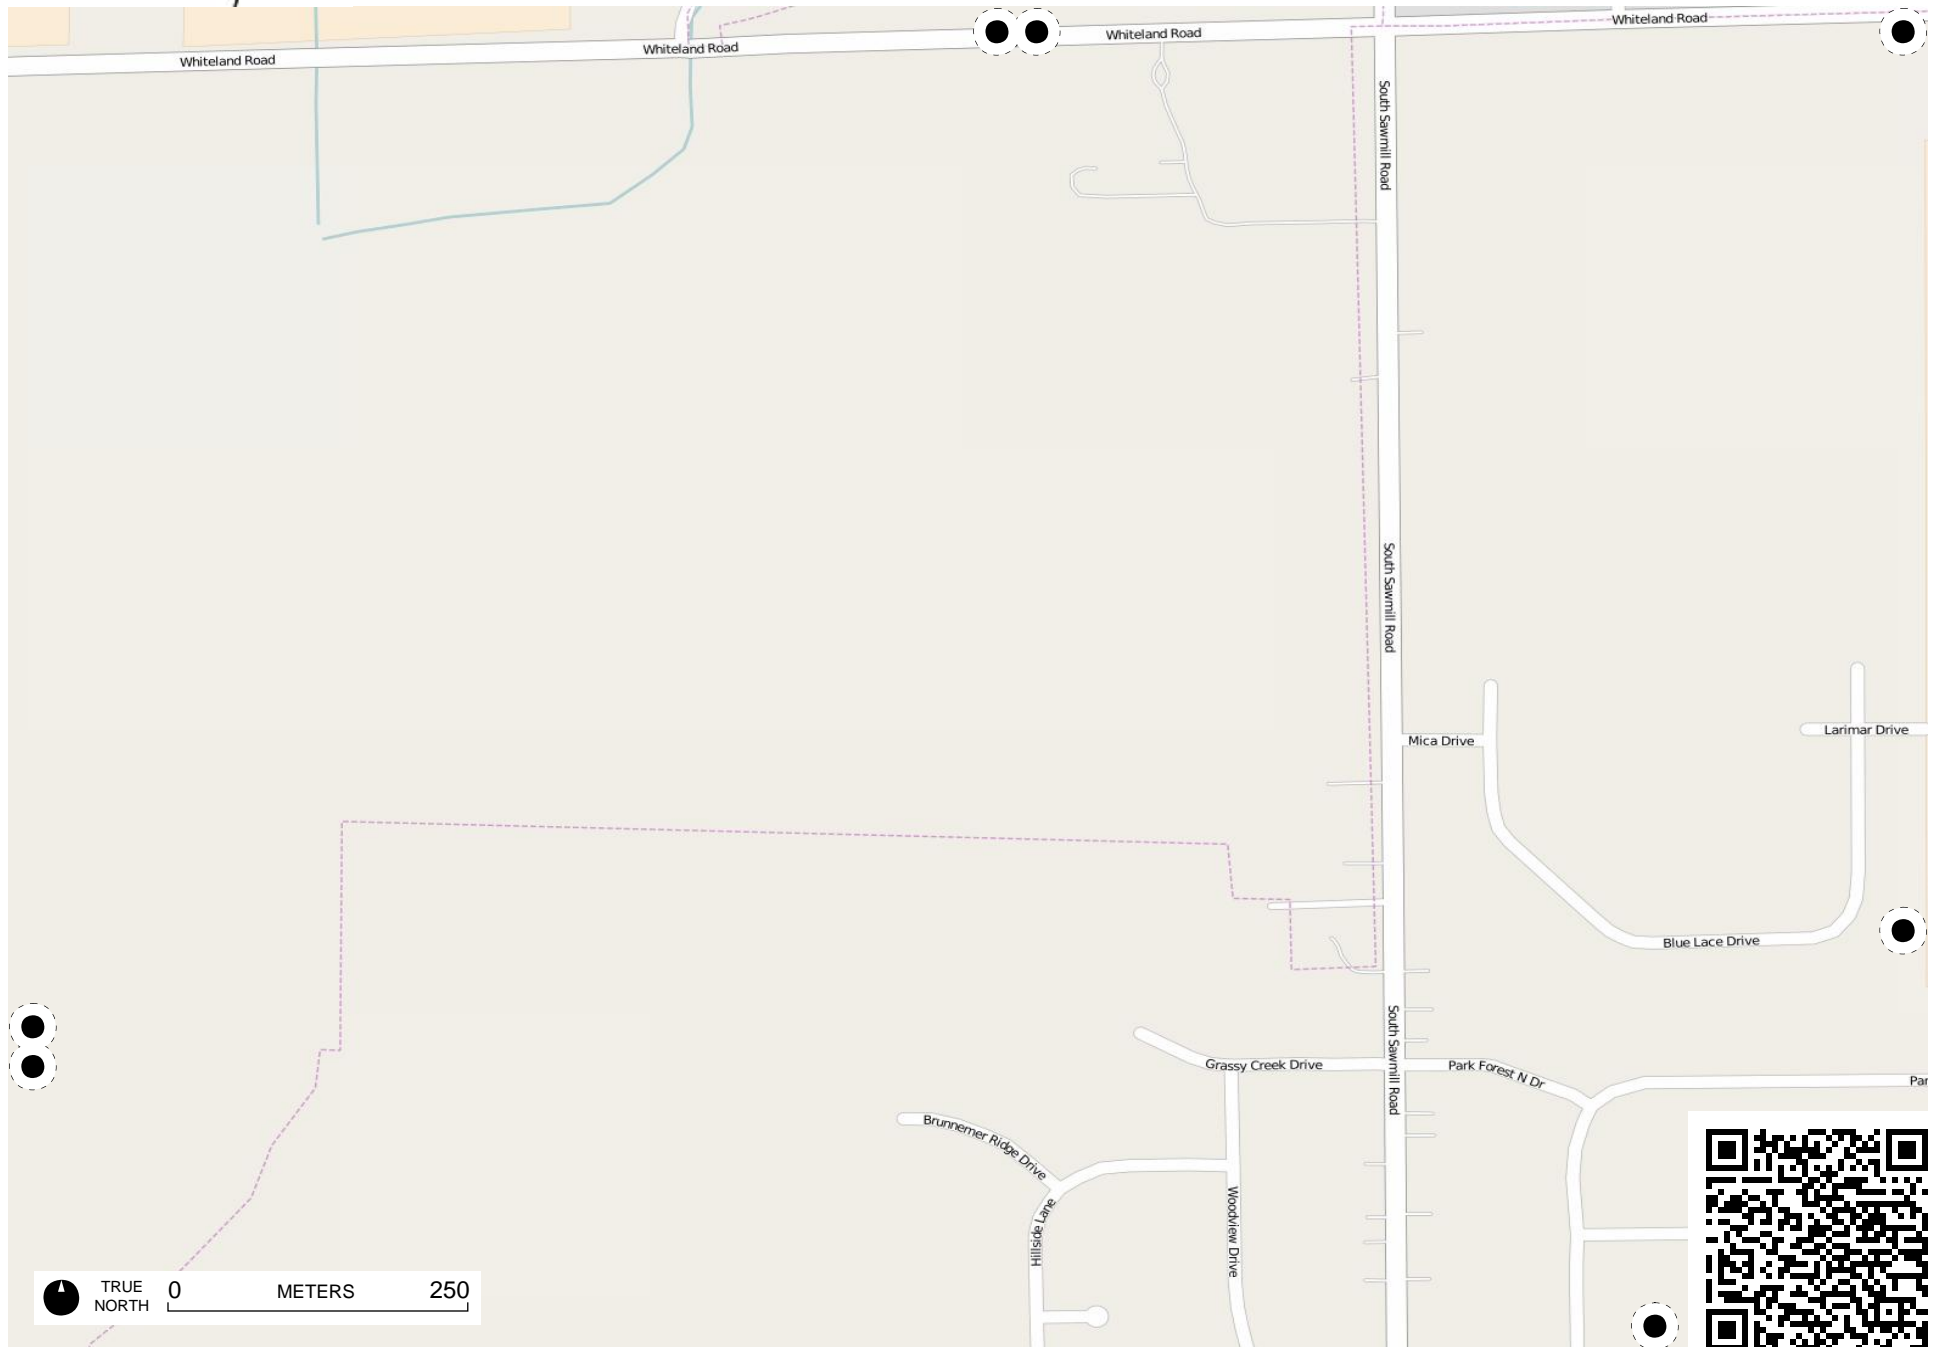 Whiteland Road
Whiteland Road
Whiteland Road
Whiteland Road
South Sawmill Road
South Sawmill Road
Mica Drive
Larimar Drive
Blue Lace Drive
South Sawmill Road
Grassy Creek Drive
Park Forest N Dr
Par
Brunnemer Ridge Drive
Hillside Lane
Woodview Drive
TRUE
NORTH
0 METERS 250